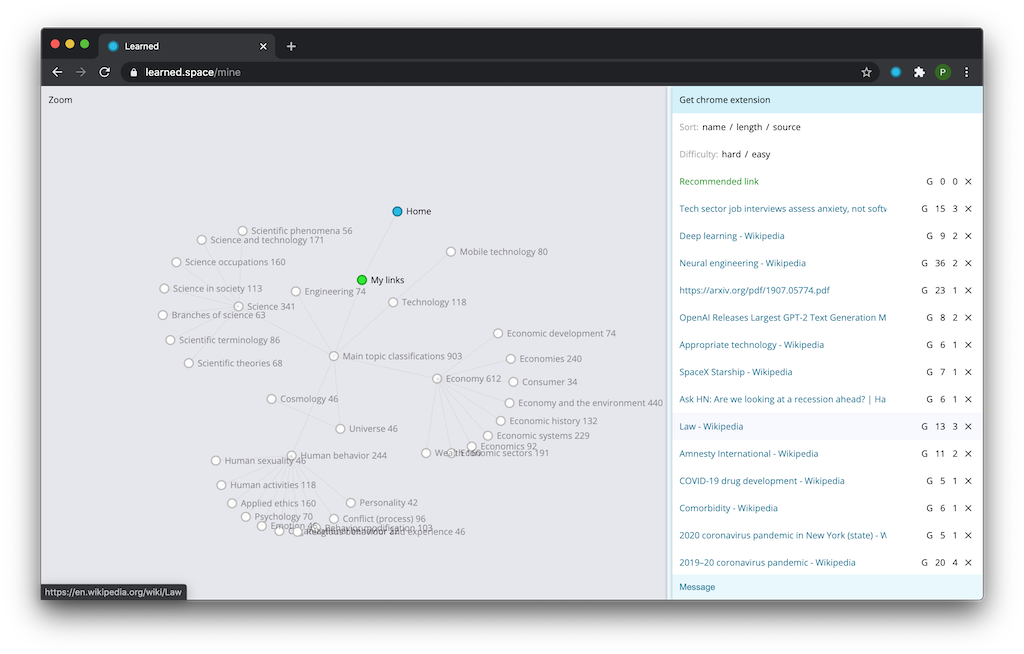 Learned
learned.space/mine
P
Zoom
Home
Scientific phenomena 56
Science and technology 171
Mobile technology 80
Science occupations 160
My links
Science in society 113
Engineering 74
Technology 118
Science 341
Branches of science 63
Economic development 74
Scientific terminology 86
Main topic classifications 903
Economies 240
Scientific theories 68
Economy 612
Consumer 34
Cosmology 46
Economy and the environment 440
Economic history 132
Universe 46
Economic systems 229
Economics 92
Economic sectors 191
Human behavior 244
Human sexuality 46
Human activities 118
Applied ethics 160
Personality 42
Psychology 70
Conflict (process) 96
Emotion
Behavior modification 103
and experience 46
https://en.wikipedia.org/wiki/Law
Get chrome extension
Sort: name / length / source
Difficulty: hard / easy
Recommended link G 0 0
Tech sector job interviews assess anxiety, not softw G 15 3
Deep learning - Wikipedia G 9 2
Neural engineering - Wikipedia G 36 2
https://arxiv.org/pdf/1907.05774.pdf G 23 1
OpenAI Releases Largest GPT-2 Text Generation M G 8 2
Appropriate technology - Wikipedia G 6 1
SpaceX Starship - Wikipedia G 7 1
Ask HN: Are we looking at a recession ahead? | Ha G 6 1
Law - Wikipedia G 13 3
Amnesty International - Wikipedia G 11 2
COVID-19 drug development - Wikipedia G 5 1
Comorbidity - Wikipedia G 6 1
2020 coronavirus pandemic in New York (state) - W G 5 1
2019–20 coronavirus pandemic - Wikipedia G 20 4
Message